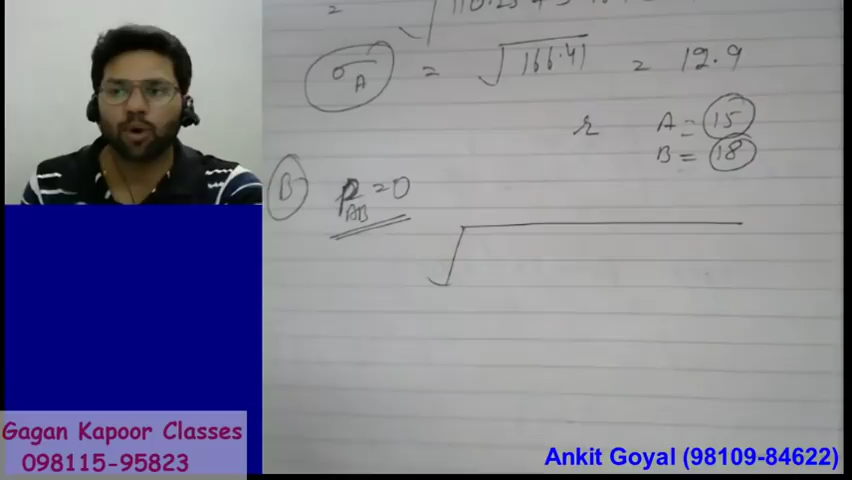 =
σA = √166.41 = 12.9
r A = 15
B = 18
B ρAB = 0
√
Gagan Kapoor Classes
098115-95823
Ankit Goyal (98109-84622)